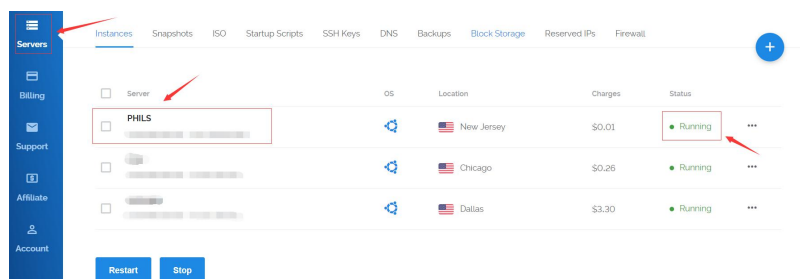 Servers
Billing
Support
Affiliate
Account
Instances Snapshots ISO Startup Scripts SSH Keys DNS Backups Block Storage Reserved IPs Firewall
+
Server OS Location Charges Status
PHILS
New Jersey $0.01 Running
Chicago $0.26 Running
Dallas $3.30 Running
Restart Stop